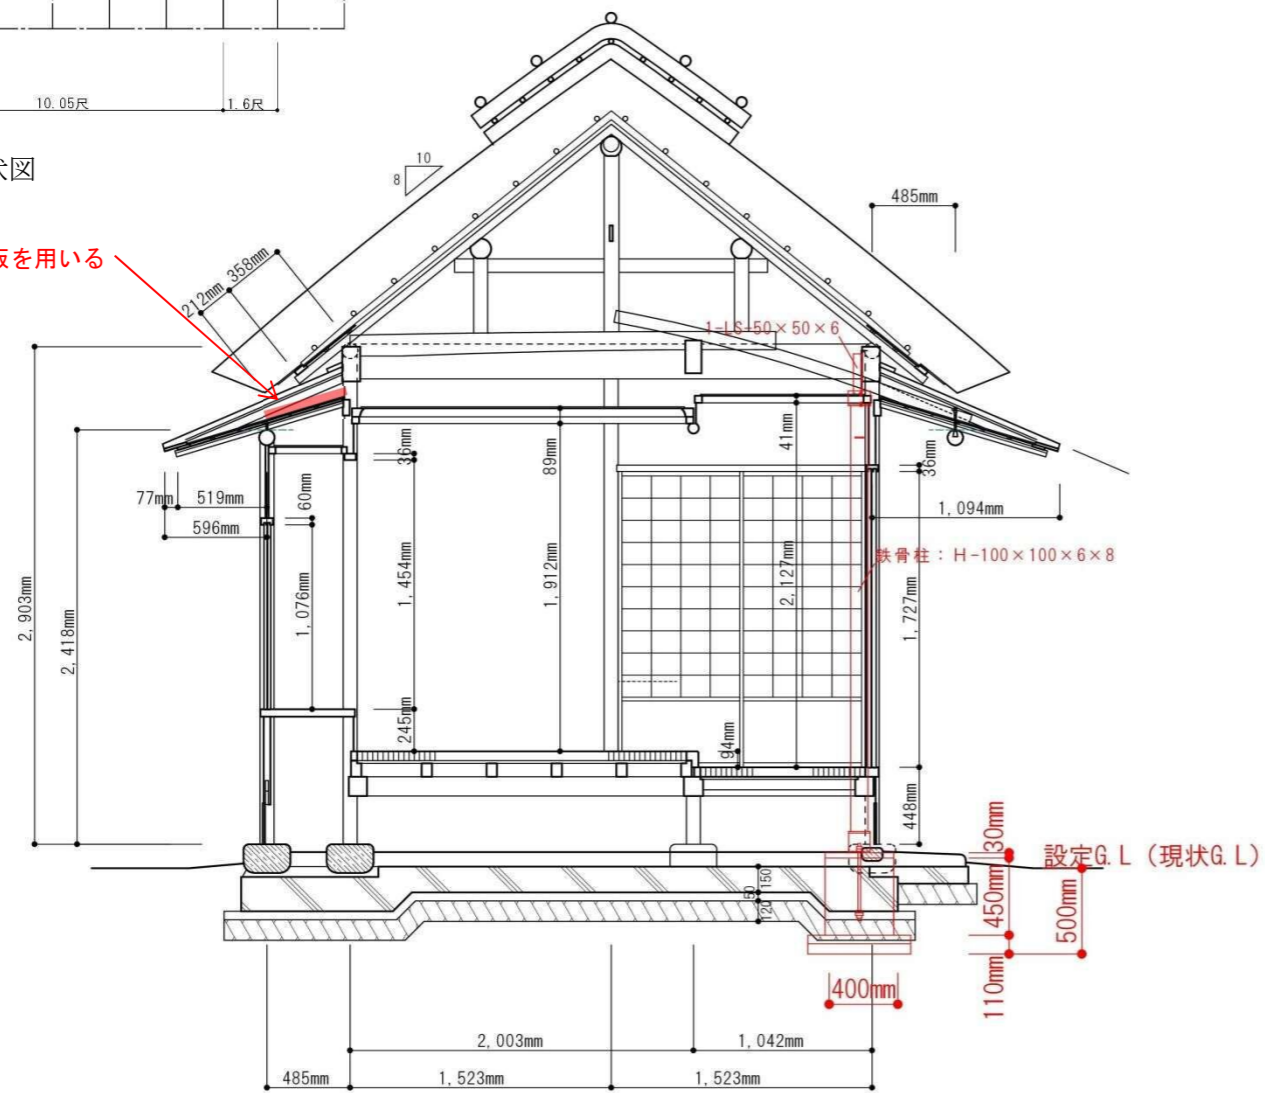 10.05尺
1.6尺
状図
10
8
485mm
板を用いる
358mm
212mm
1-LS-50×50×6
41mm
36mm
89mm
36mm
77mm
519mm
60mm
596mm
1,094mm
鉄骨柱：H-100×100×6×8
2,903mm
2,418mm
1,076mm
1,454mm
1,912mm
2,127mm
1,727mm
245mm
94mm
448mm
30mm
設定G.L（現状G.L）
150
50
120
450mm
500mm
110mm
400mm
2,003mm
1,042mm
485mm
1,523mm
1,523mm